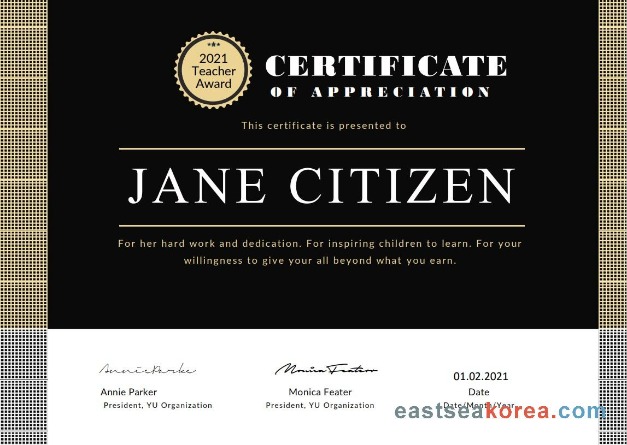 2021
Teacher
Award
CERTIFICATE
OF APPRECIATION
This certificate is presented to
JANE CITIZEN
For her hard work and dedication. For inspiring children to learn. For your
willingness to give your all beyond what you earn.
AnnieParker
Monica Feater
01.02.2021
Annie Parker
Monica Feater
Date
President, YU Organization
President, YU Organization
Date/Month/Year
eastseakorea.com